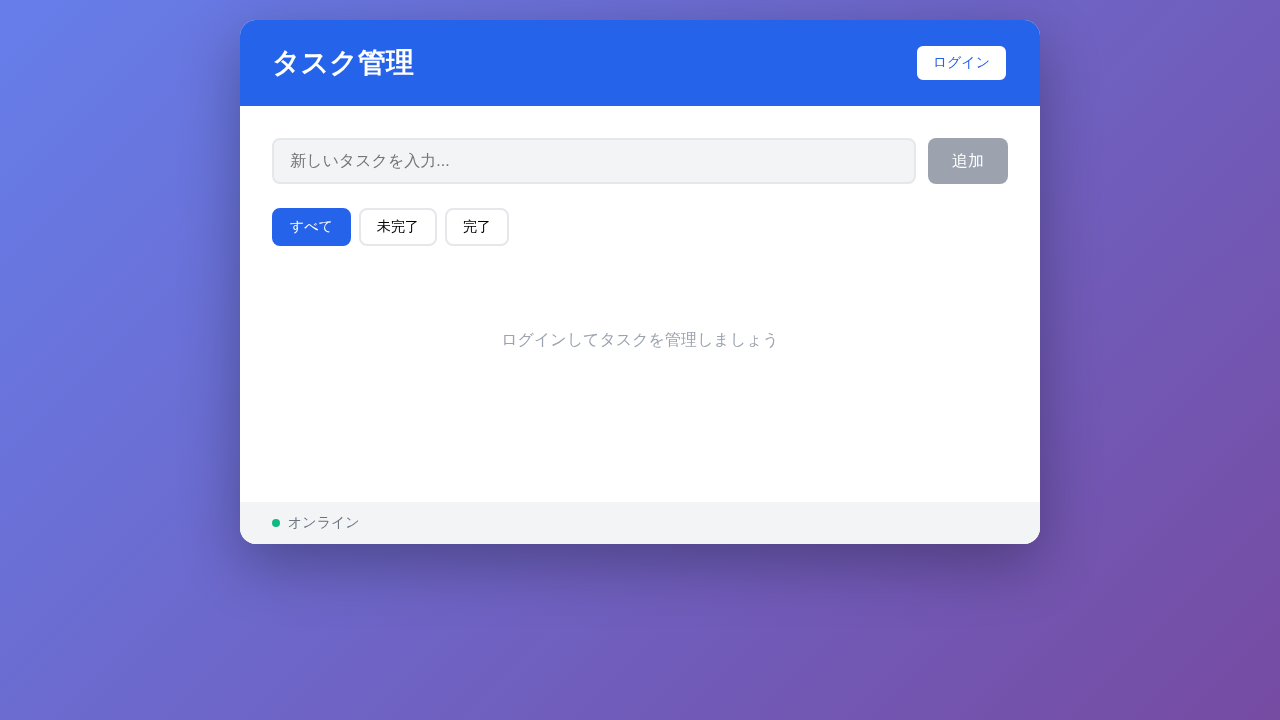 タスク管理
ログイン
新しいタスクを入力...
追加
すべて
未完了
完了
ログインしてタスクを管理しましょう
オンライン